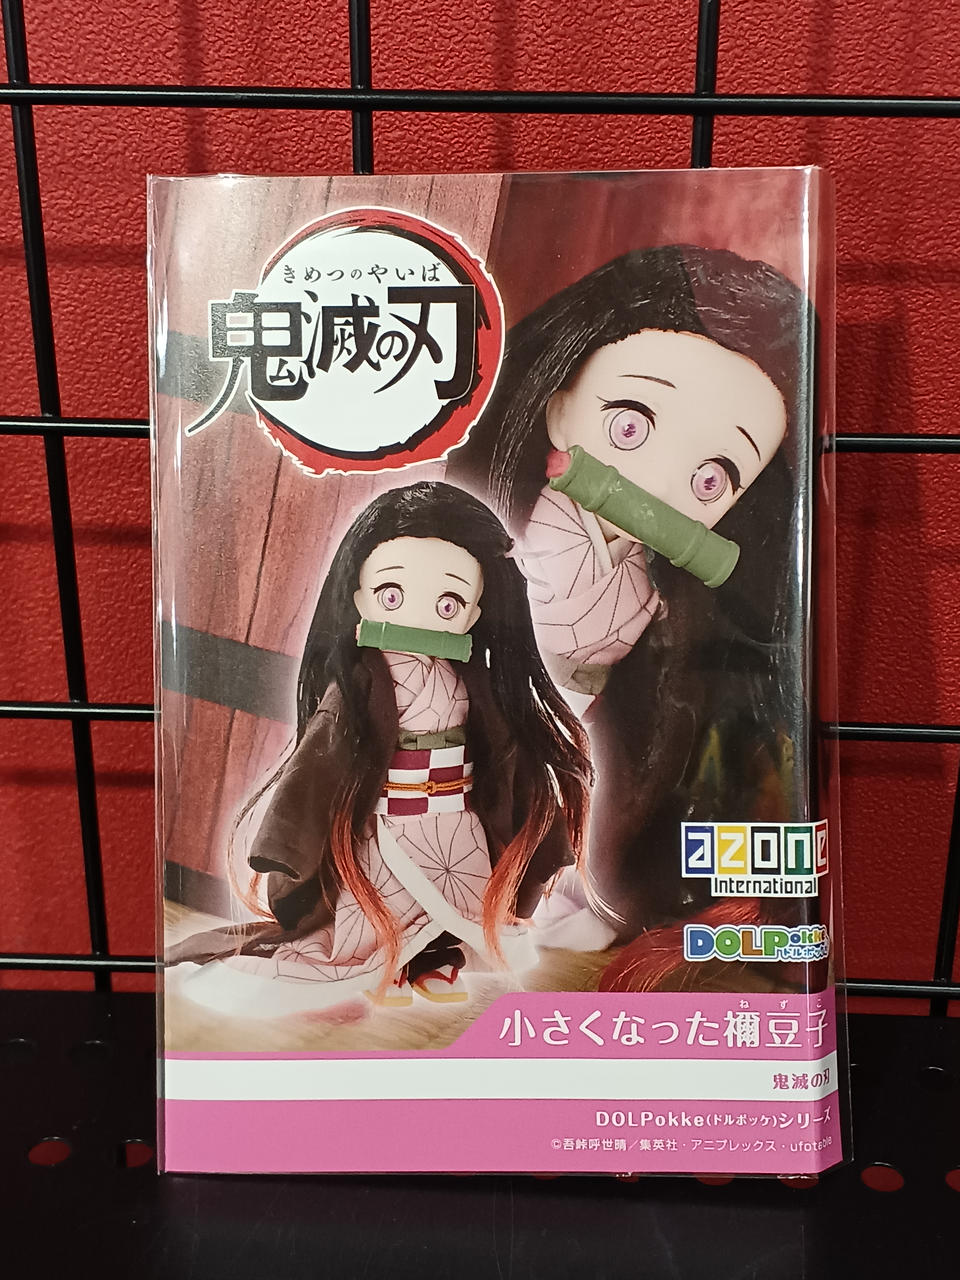 きめつのやいば
鬼滅の刃
azone
International
DOLPokke
ドルポッケ
ねずこ
小さくなった禰豆子
鬼滅の刃
DOLPokke(ドルポッケ)シリーズ
©吾峠呼世晴／集英社・アニプレックス・ufotable